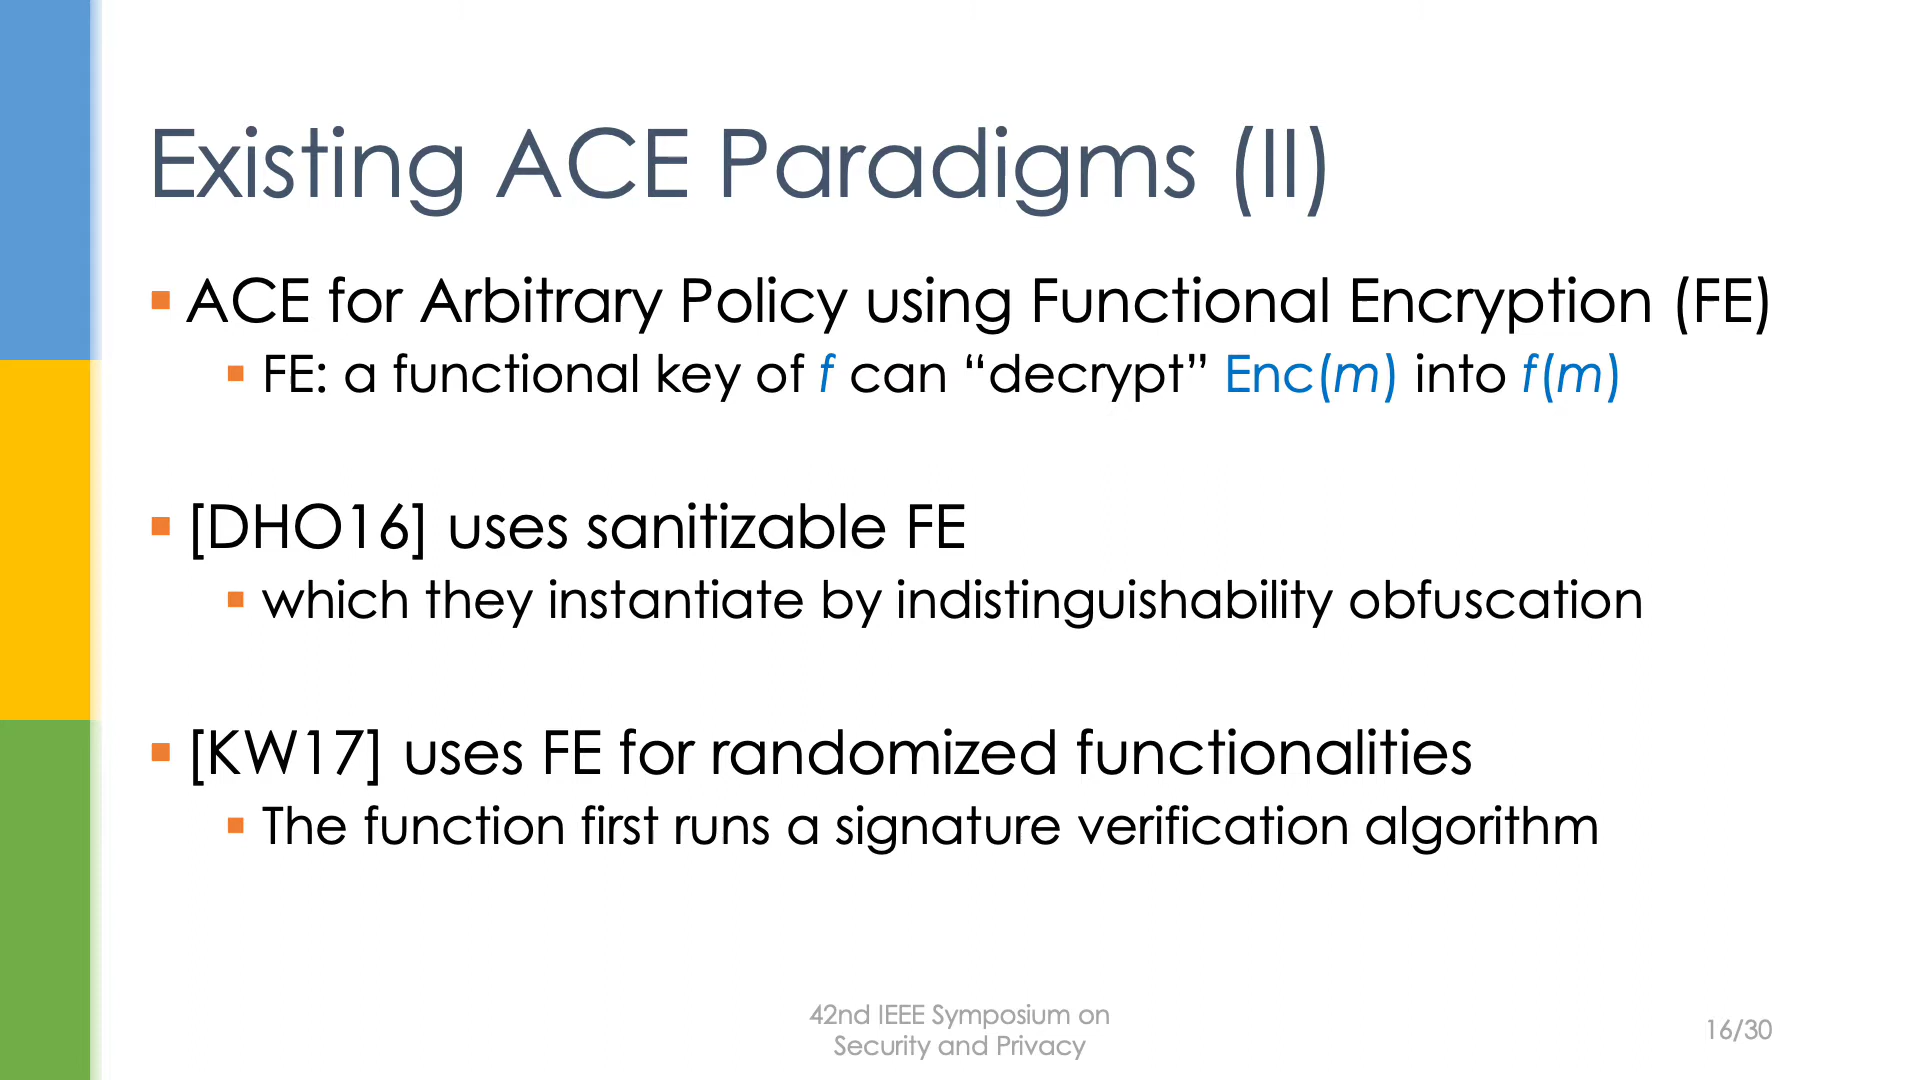 Existing ACE Paradigms (II)
ACE for Arbitrary Policy using Functional Encryption (FE)
FE: a functional key of f can “decrypt” Enc(m) into f(m)
[DHO16] uses sanitizable FE
which they instantiate by indistinguishability obfuscation
[KW17] uses FE for randomized functionalities
The function first runs a signature verification algorithm
42nd IEEE Symposium on
Security and Privacy
16/30